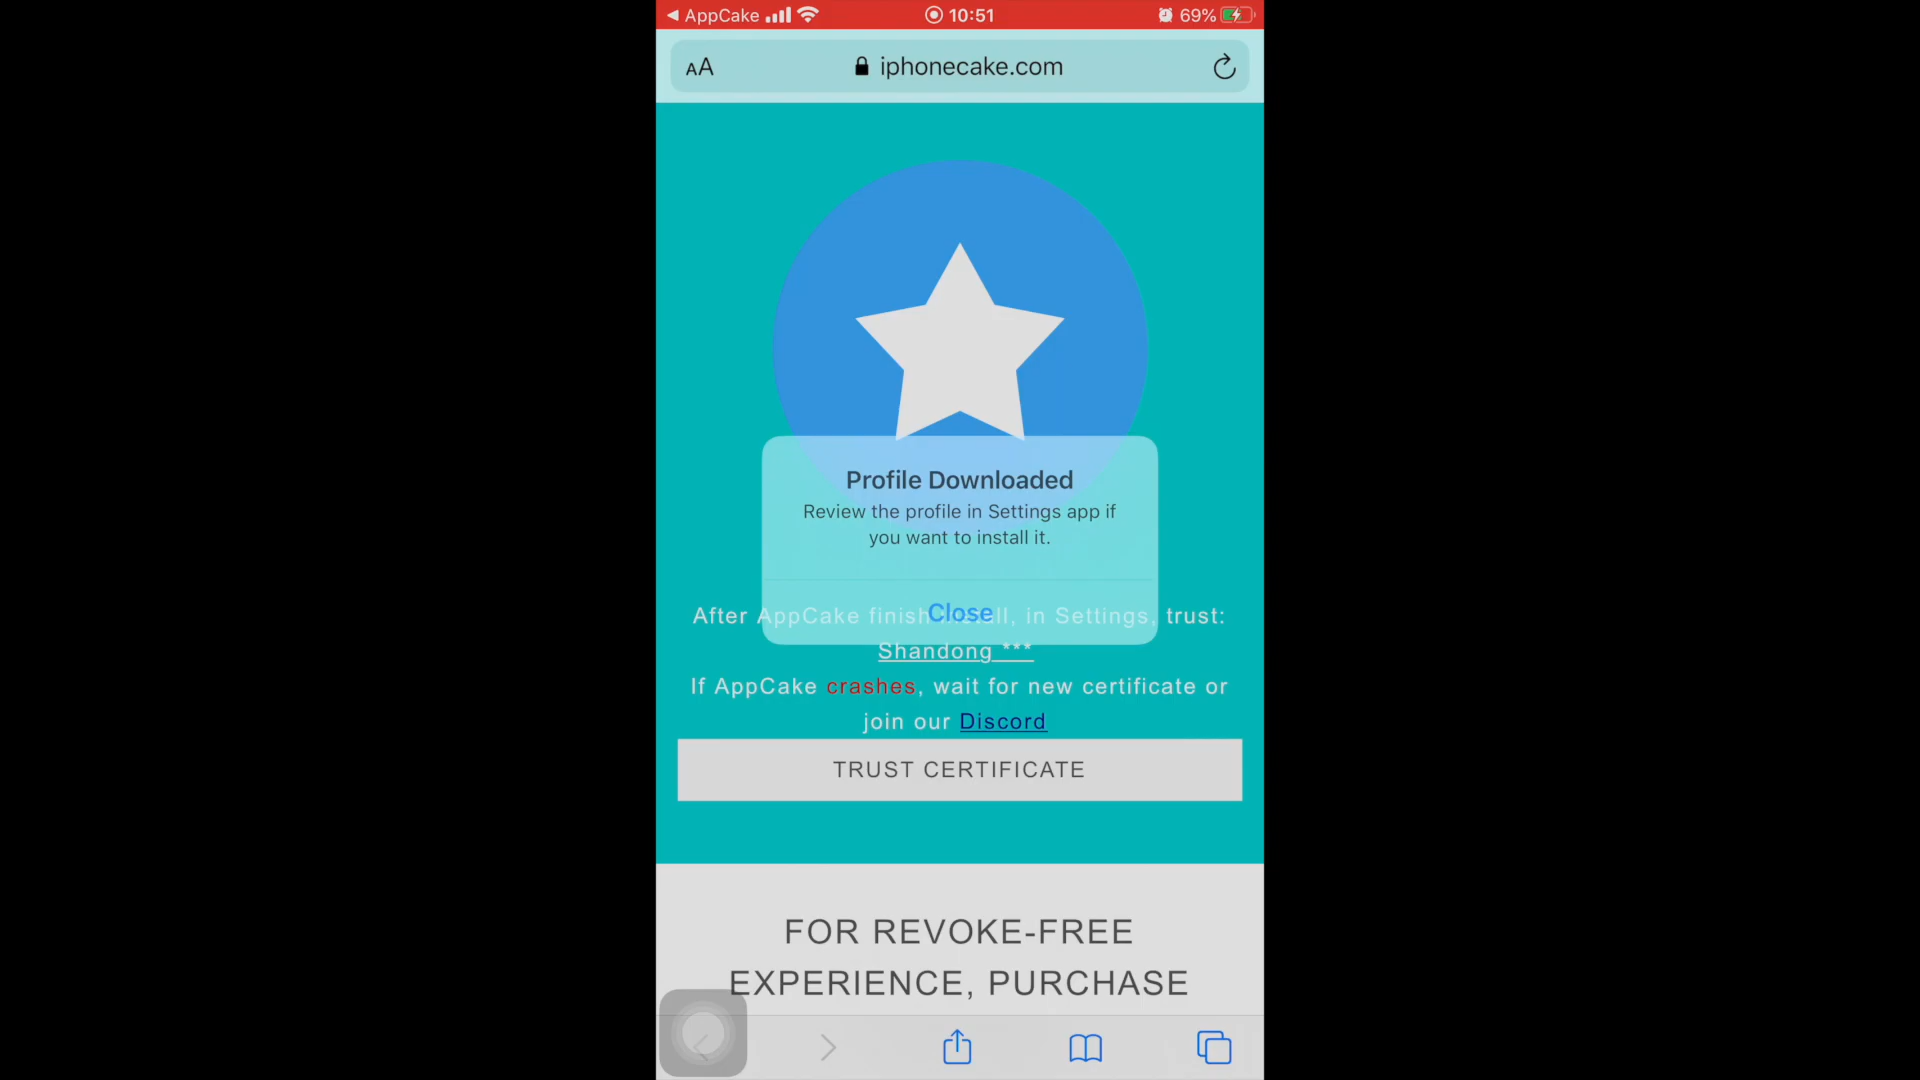 AppCake 10:51 69%
AA iphonecake.com
Profile Downloaded
Review the profile in Settings app if
you want to install it.
Close
After AppCake finish install, in Settings, trust:
Shandong ***
If AppCake crashes, wait for new certificate or
join our Discord
TRUST CERTIFICATE
FOR REVOKE-FREE
EXPERIENCE, PURCHASE